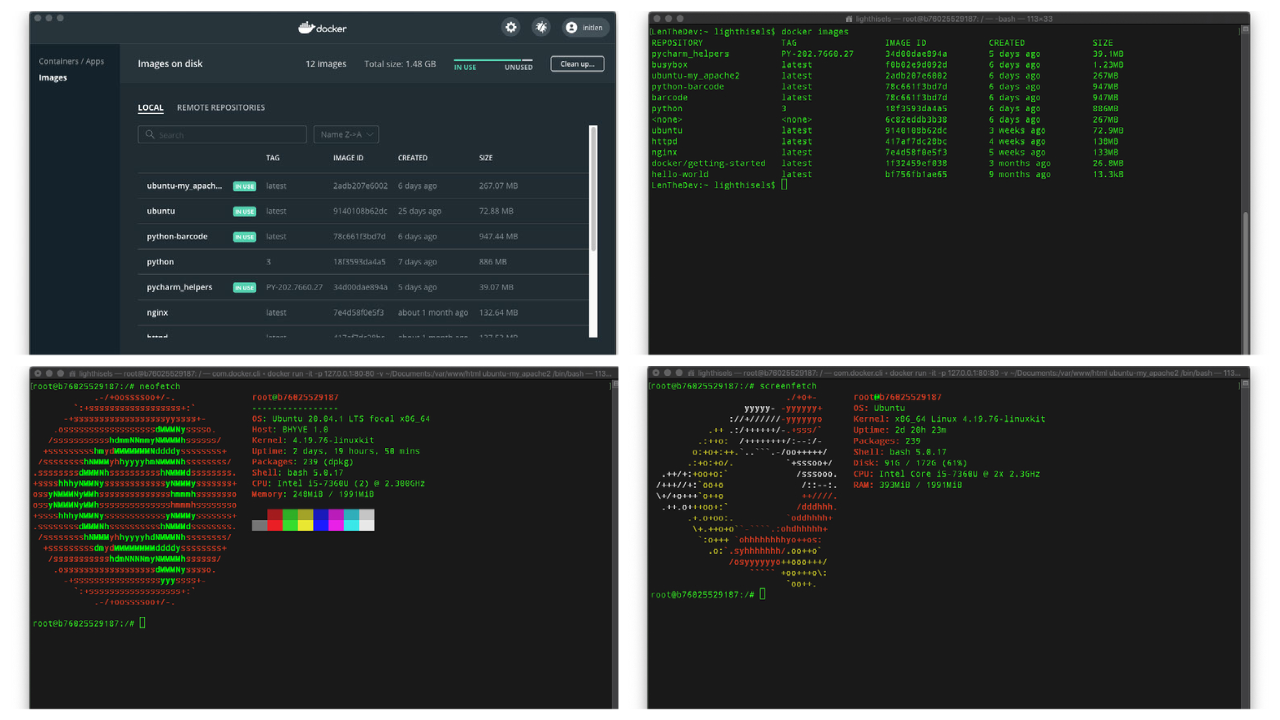 docker
initlen
Containers / Apps
Images
Images on disk
12 images
Total size: 1.48 GB
IN USE
UNUSED
Clean up...
LOCAL
REMOTE REPOSITORIES
Search
Name Z->A
TAG IMAGE ID CREATED SIZE
ubuntu-my_apach... IN USE latest 2adb207e6002 6 days ago 267.07 MB
ubuntu IN USE latest 9140108b62dc 25 days ago 72.88 MB
python-barcode IN USE latest 78c661f3bd7d 6 days ago 947.44 MB
python 3 18f3593da4a5 7 days ago 886 MB
pycharm_helpers IN USE PY-202.7660.27 34d00dae894a 5 days ago 39.07 MB
nginx latest 7e4d58f0e5f3 about 1 month ago 132.64 MB
lighthisels — root@b76025529187: / — -bash — 113×33
[LenTheDev:~ lighthisels$ docker images
REPOSITORY TAG IMAGE ID CREATED SIZE
pycharm_helpers PY-202.7660.27 34d00dae894a 5 days ago 39.1MB
busybox latest f0b02e9d092d 6 days ago 1.23MB
ubuntu-my_apache2 latest 2adb207e6002 6 days ago 267MB
python-barcode latest 78c661f3bd7d 6 days ago 947MB
barcode latest 78c661f3bd7d 6 days ago 947MB
python 3 18f3593da4a5 6 days ago 886MB
<none> <none> 6c82eddb3b38 6 days ago 267MB
ubuntu latest 9140108b62dc 3 weeks ago 72.9MB
httpd latest 417af7dc28bc 4 weeks ago 138MB
nginx latest 7e4d58f0e5f3 5 weeks ago 133MB
docker/getting-started latest 1f32459ef038 3 months ago 26.8MB
hello-world latest bf756fb1ae65 9 months ago 13.3kB
LenTheDev:~ lighthisels$
lighthisels — root@b76025529187: / — com.docker.cli • docker run -it -p 127.0.0.1:80:80 -v ~/Documents:/var/www/html ubuntu-my_apache2 /bin/bash — 113...
[root@b76025529187:/# neofetch
root@b76025529187
-----------------
OS: Ubuntu 20.04.1 LTS focal x86_64
Host: BHYVE 1.0
Kernel: 4.19.76-linuxkit
Uptime: 2 days, 19 hours, 50 mins
Packages: 239 (dpkg)
Shell: bash 5.0.17
CPU: Intel i5-7360U (2) @ 2.300GHz
Memory: 240MiB / 1991MiB
root@b76025529187:/#
lighthisels — root@b76025529187: / — com.docker.cli • docker run -it -p 127.0.0.1:80:80 -v ~/Documents:/var/www/html ubuntu-my_apache2 /bin/bash — 113...
[root@b76025529187:/# screenfetch
root@b76025529187
OS: Ubuntu
Kernel: x86_64 Linux 4.19.76-linuxkit
Uptime: 2d 20h 23m
Packages: 239
Shell: bash 5.0.17
Disk: 91G / 172G (61%)
CPU: Intel Core i5-7360U @ 2x 2.3GHz
RAM: 393MiB / 1991MiB
root@b76025529187:/#